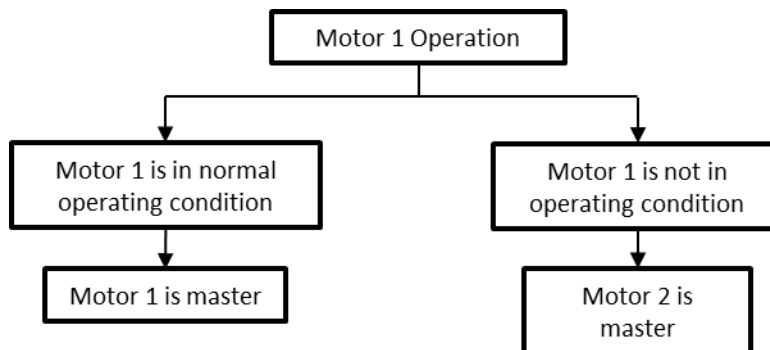 Motor 1 Operation
Motor 1 is in normal
operating condition
Motor 1 is not in
operating condition
Motor 1 is master
Motor 2 is
master